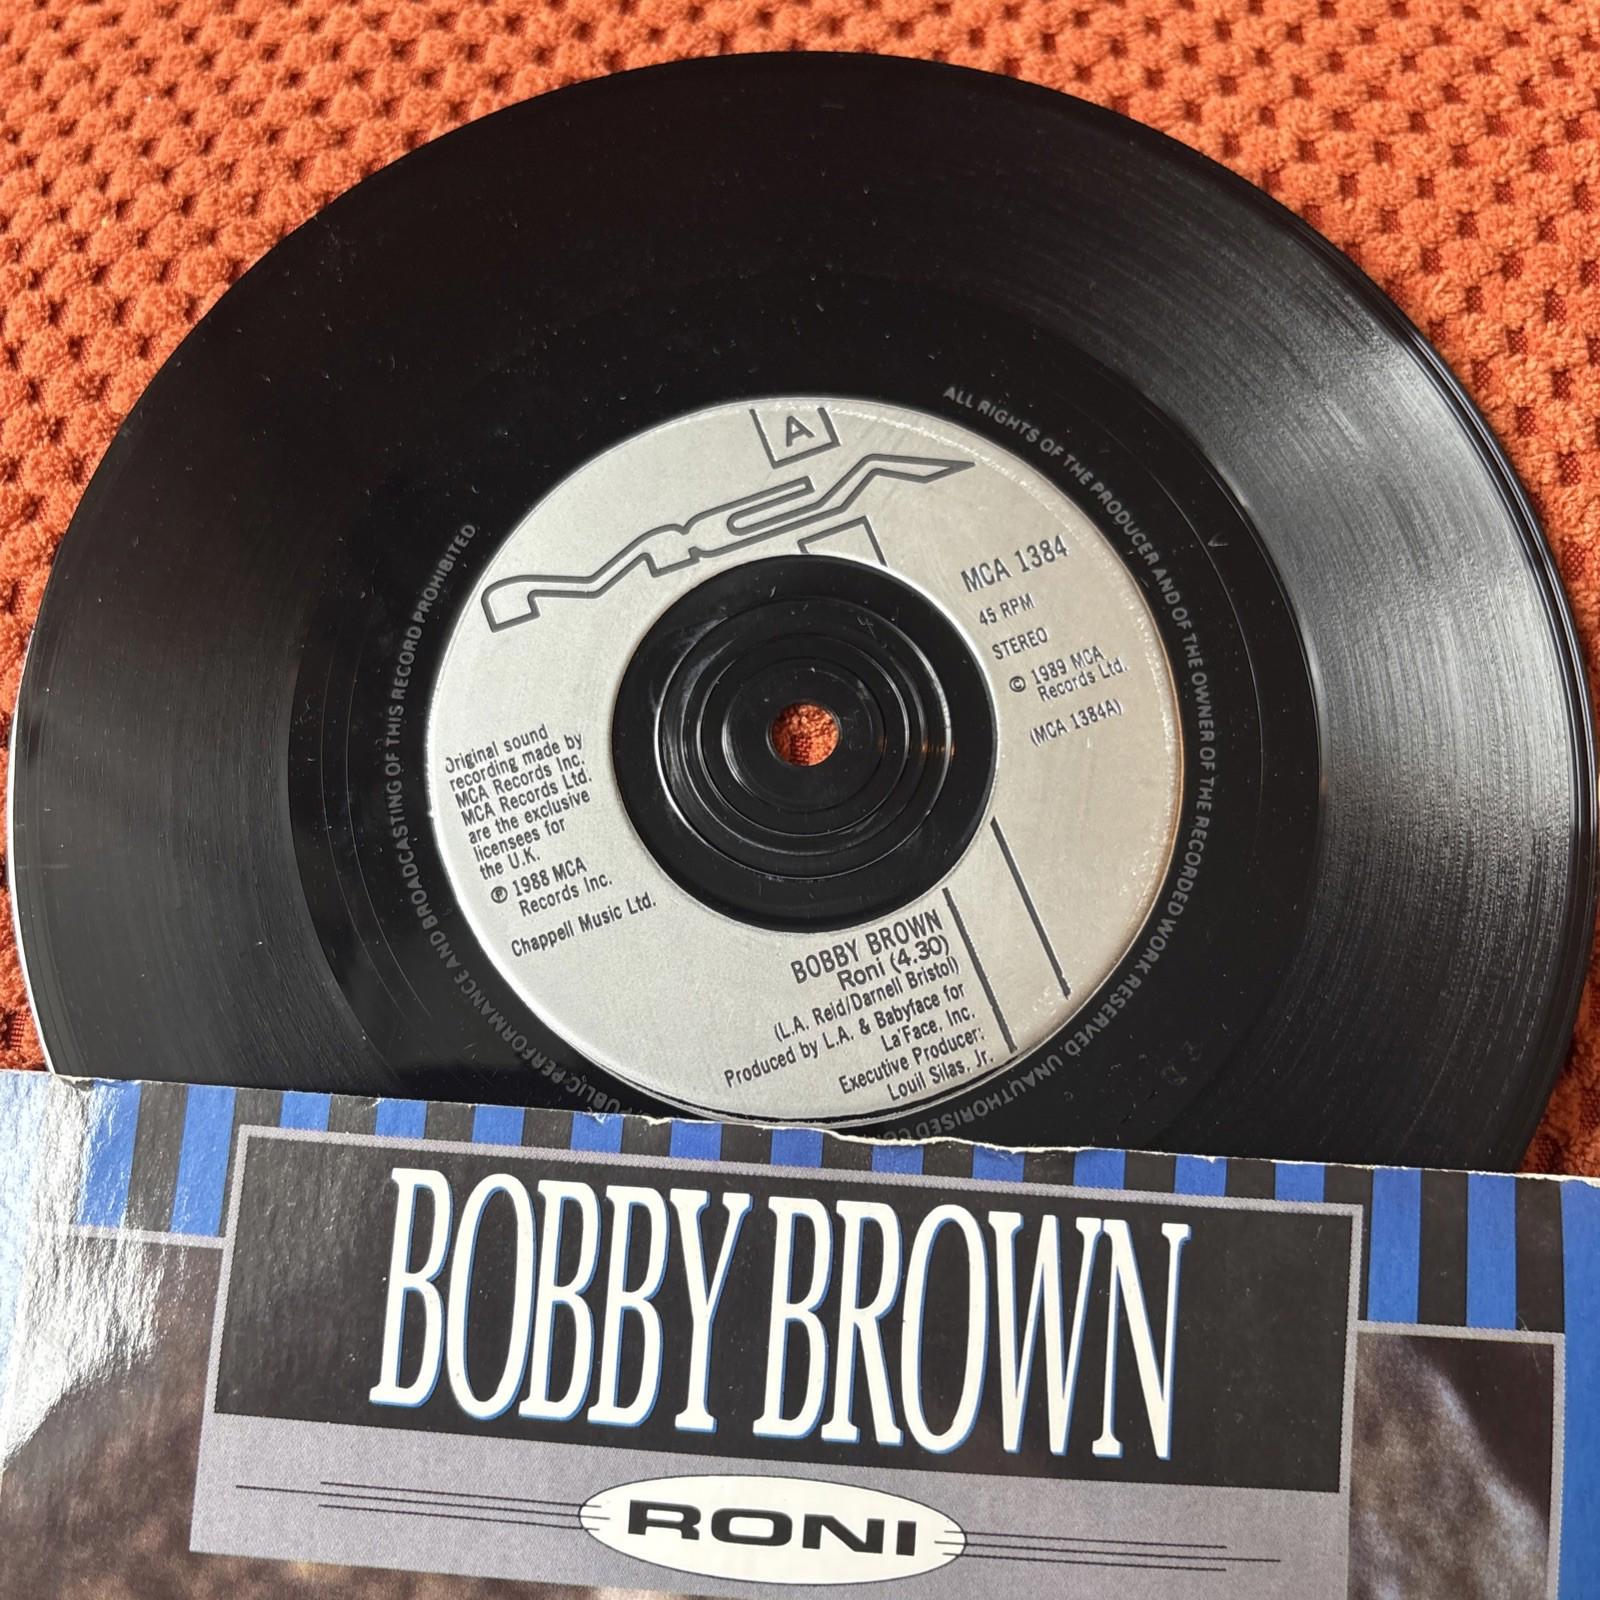 A
MCA
MCA 1384
45 RPM
STEREO
© 1989 MCA
Records Ltd.
(MCA 1384A)
Original sound
recording made by
MCA Records Inc.
MCA Records Ltd.
are the exclusive
licensees for
the U.K.
℗ 1988 MCA
Records Inc.
Chappell Music Ltd.
BOBBY BROWN
Roni (4.30)
(L.A. Reid/Darnell Bristol)
Produced by L.A. & Babyface for
La'Face, Inc.
Executive Producer:
Louil Silas, Jr.
ALL RIGHTS OF THE PRODUCER AND OF THE OWNER OF THE RECORDED WORK RESERVED. UNAUTHORISED
PUBLIC PERFORMANCE AND BROADCASTING OF THIS RECORD PROHIBITED
BOBBY BROWN
RONI